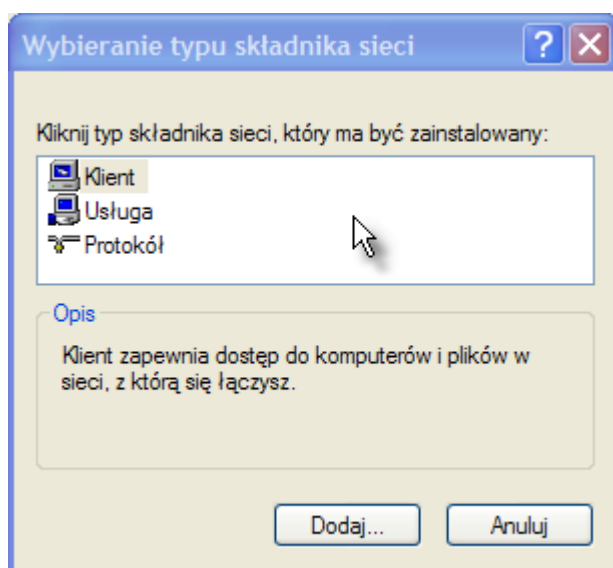 Wybieranie typu składnika sieci
Kliknij typ składnika sieci, który ma być zainstalowany:
Klient
Usługa
Protokół
Opis
Klient zapewnia dostęp do komputerów i plików w
sieci, z którą się łączysz.
Dodaj... Anuluj